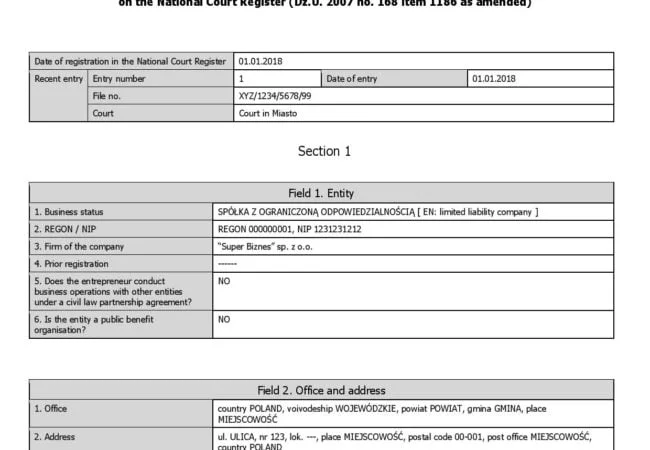 on the National Court Register (Dz.U. 2007 no. 168 item 1186 as amended)
Date of registration in the National Court Register 01.01.2018
Recent entry Entry number 1 Date of entry 01.01.2018
File no. XYZ/1234/5678/99
Court Court in Miasto
Section 1
Field 1. Entity
1. Business status SPÓŁKA Z OGRANICZONĄ ODPOWIEDZIALNOŚCIĄ [ EN: limited liability company ]
2. REGON / NIP REGON 000000001, NIP 1231231212
3. Firm of the company "Super Biznes" sp. z o.o.
4. Prior registration ------
5. Does the entrepreneur conduct NO
business operations with other entities
under a civil law partnership agreement?
6. Is the entity a public benefit NO
organisation?
Field 2. Office and address
1. Office country POLAND, voivodeship WOJEWÓDZKIE, powiat POWIAT, gmina GMINA, place
MIEJSCOWOŚĆ
2. Address ul. ULICA, nr 123, lok. ---, place MIEJSCOWOŚĆ, postal code 00-001, post office MIEJSCOWOŚĆ,
country POLAND